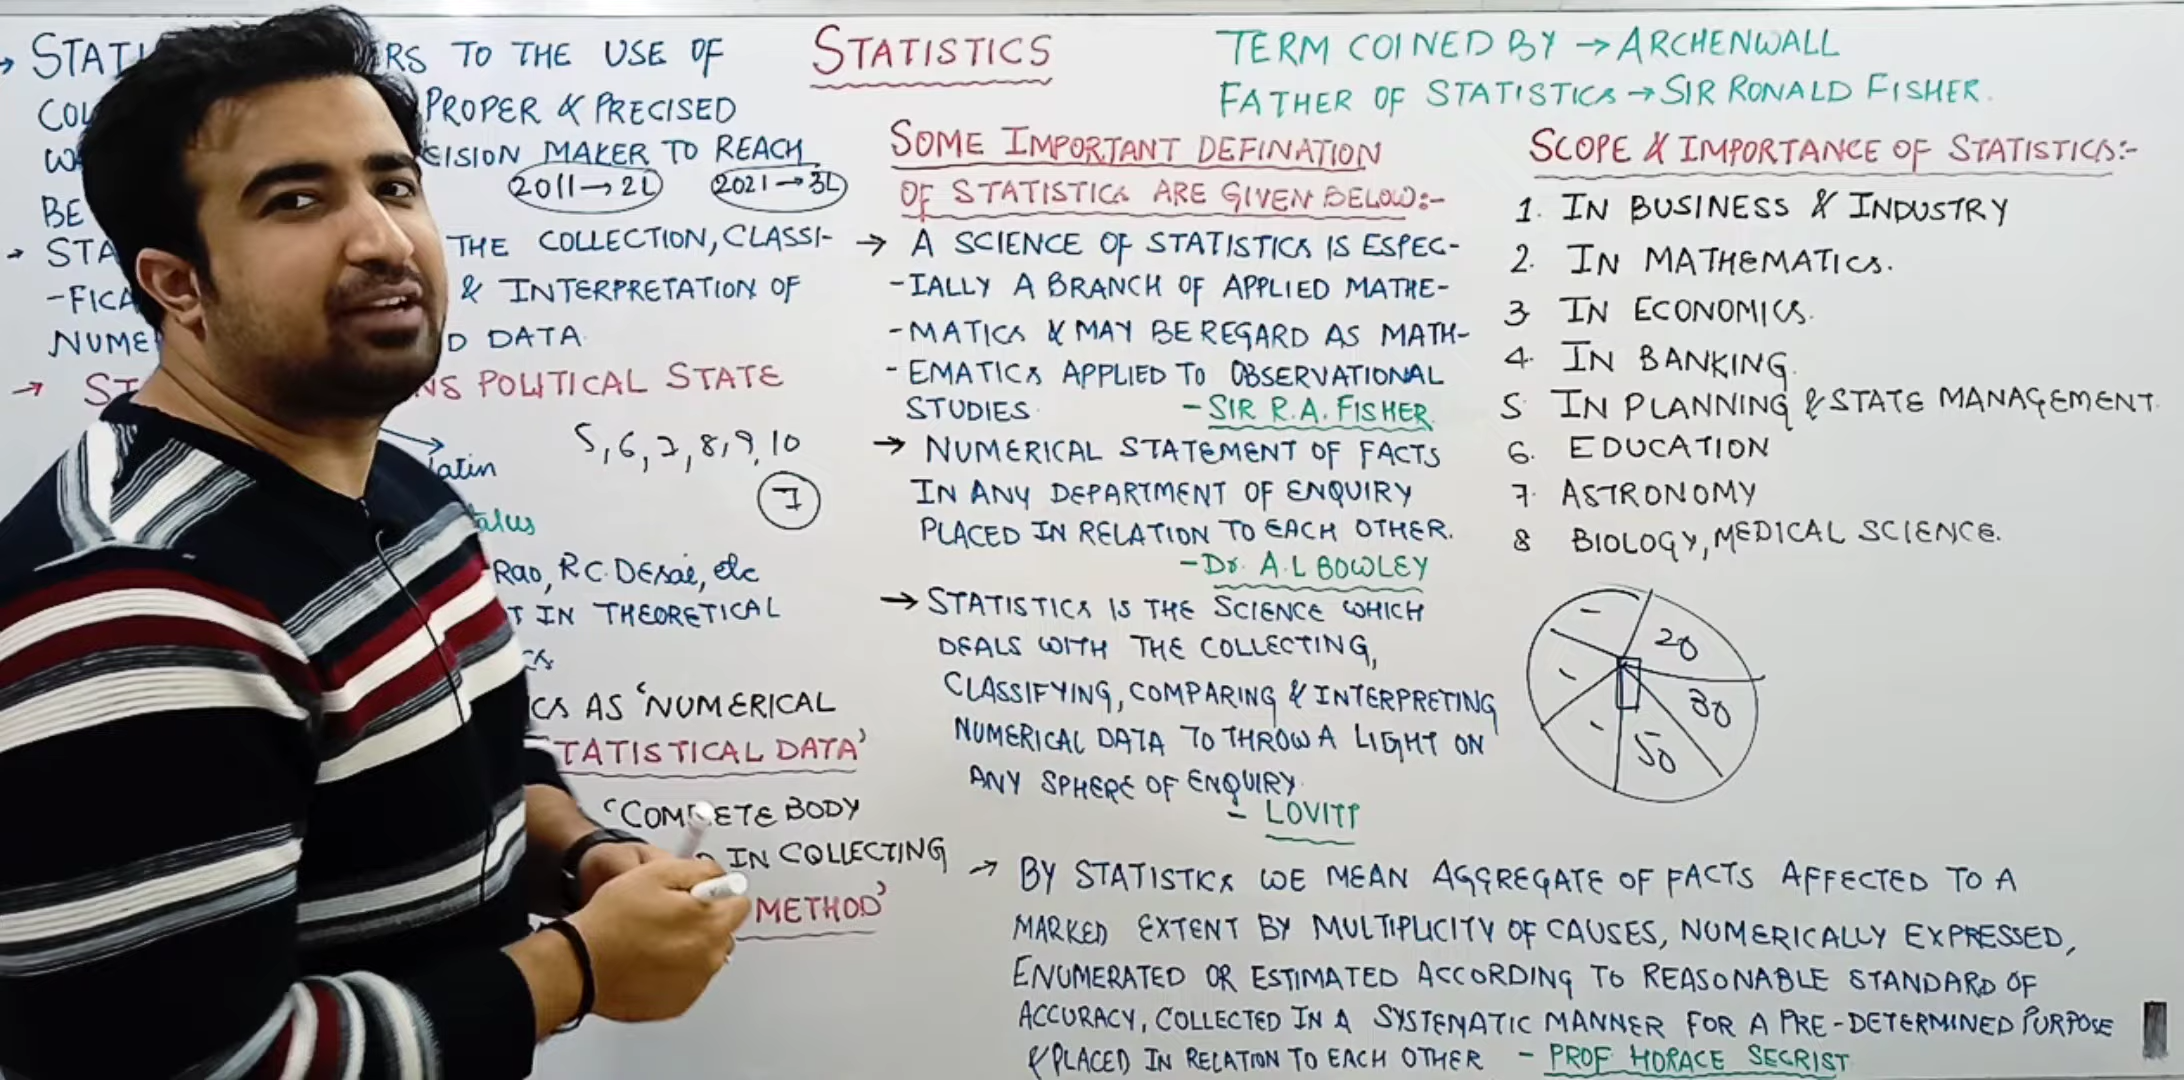 STATISTICS
TERM COINED BY → ARCHENWALL
FATHER OF STATISTICS → SIR RONALD FISHER.
→ STATI RS TO THE USE OF
COL PROPER & PRECISED
W CISION MAKER TO REACH
2011 → 2L 2021 → 3L
BE
→ STA THE COLLECTION, CLASSI-
-FICA & INTERPRETATION OF
NUME D DATA.
→ ST NS POLITICAL STATE
5, 6, 7, 8, 9, 10
7
Latin
atus
Rao, R.C. Desai, etc
T IN THEORETICAL
CS
CS AS 'NUMERICAL
TATISTICAL DATA'
'COMPLETE BODY
IN COLLECTING
METHOD'
SOME IMPORTANT DEFINATION
OF STATISTICS ARE GIVEN BELOW:-
→ A SCIENCE OF STATISTICS IS ESPEC-
-IALLY A BRANCH OF APPLIED MATHE-
-MATICS & MAY BE REGARD AS MATH-
-EMATICS APPLIED TO OBSERVATIONAL
STUDIES. - SIR R.A. FISHER.
→ NUMERICAL STATEMENT OF FACTS
IN ANY DEPARTMENT OF ENQUIRY
PLACED IN RELATION TO EACH OTHER.
- Dr. A.L BOWLEY
→ STATISTICS IS THE SCIENCE WHICH
DEALS WITH THE COLLECTING,
CLASSIFYING, COMPARING & INTERPRETING
NUMERICAL DATA TO THROW A LIGHT ON
ANY SPHERE OF ENQUIRY.
- LOVITT
→ BY STATISTICS WE MEAN AGGREGATE OF FACTS AFFECTED TO A
MARKED EXTENT BY MULTIPLICITY OF CAUSES, NUMERICALLY EXPRESSED,
ENUMERATED OR ESTIMATED ACCORDING TO REASONABLE STANDARD OF
ACCURACY, COLLECTED IN A SYSTEMATIC MANNER FOR A PRE-DETERMINED PURPOSE
& PLACED IN RELATION TO EACH OTHER - PROF HORACE SECRIST
SCOPE & IMPORTANCE OF STATISTICS:-
1. IN BUSINESS & INDUSTRY
2. IN MATHEMATICS.
3 IN ECONOMICS.
4. IN BANKING.
5. IN PLANNING & STATE MANAGEMENT.
6. EDUCATION
7. ASTRONOMY
8 BIOLOGY, MEDICAL SCIENCE.
20
30
50